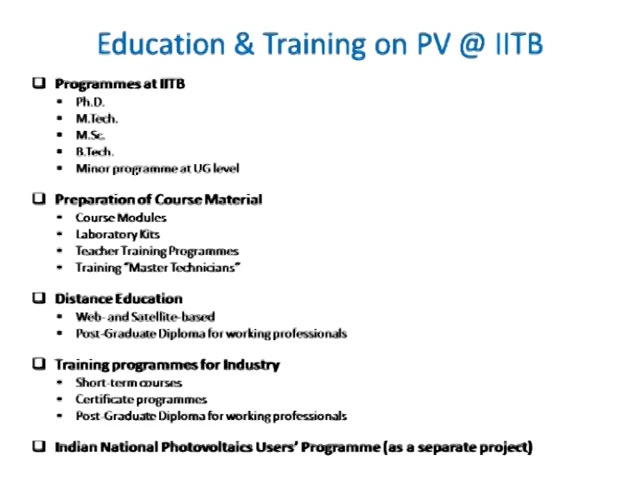 Education & Training on PV @ IITB
❑ Programmes at IITB
▪ Ph.D.
▪ M.Tech.
▪ M.Sc.
▪ B.Tech.
▪ Minor programme at UG level
❑ Preparation of Course Material
▪ Course Modules
▪ Laboratory Kits
▪ Teacher Training Programmes
▪ Training "Master Technicians"
❑ Distance Education
▪ Web- and Satellite-based
▪ Post-Graduate Diploma for working professionals
❑ Training programmes for Industry
▪ Short-term courses
▪ Certificate programmes
▪ Post-Graduate Diploma for working professionals
❑ Indian National Photovoltaics Users' Programme (as a separate project)